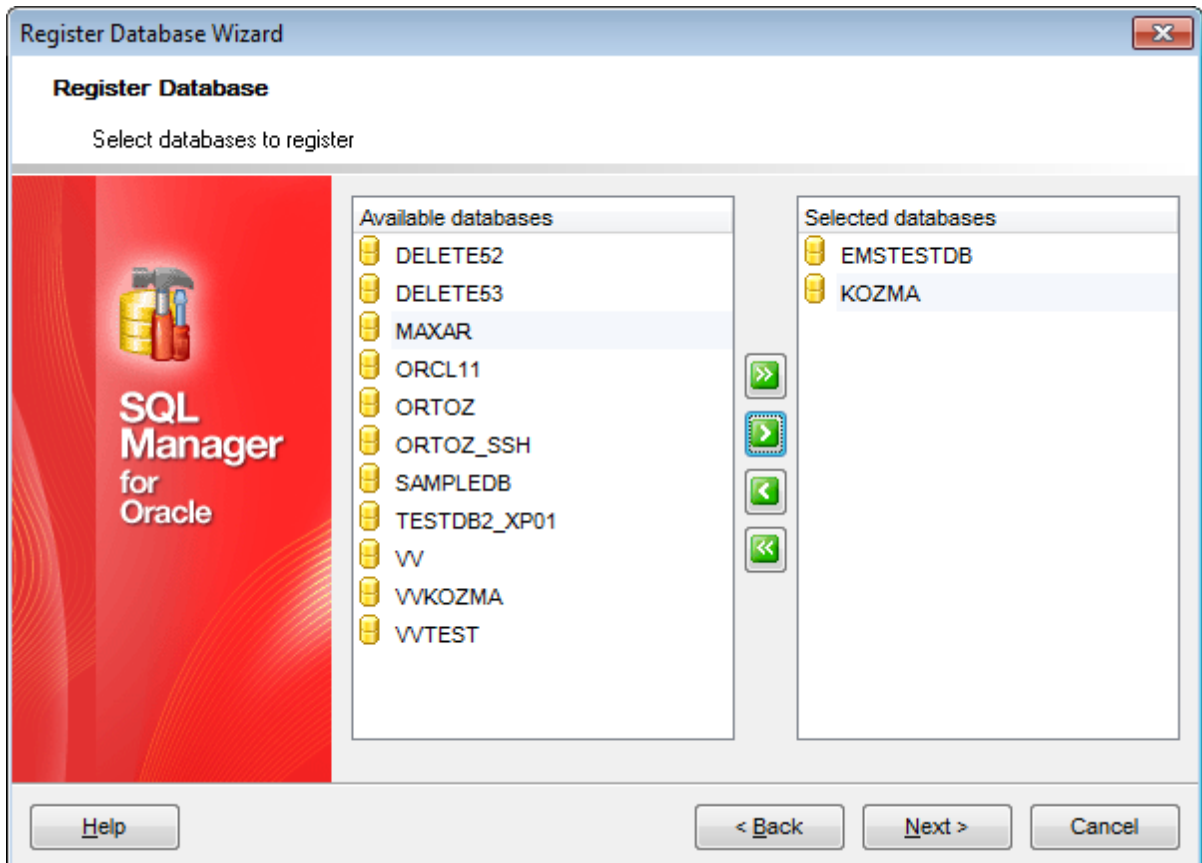 Register Database Wizard
Register Database
Select databases to register
SQL
Manager
for
Oracle
Available databases
DELETE52
DELETE53
MAXAR
ORCL11
ORTOZ
ORTOZ_SSH
SAMPLEDB
TESTDB2_XP01
VV
VVKOZMA
VVTEST
Selected databases
EMSTESTDB
KOZMA
Help
< Back
Next >
Cancel